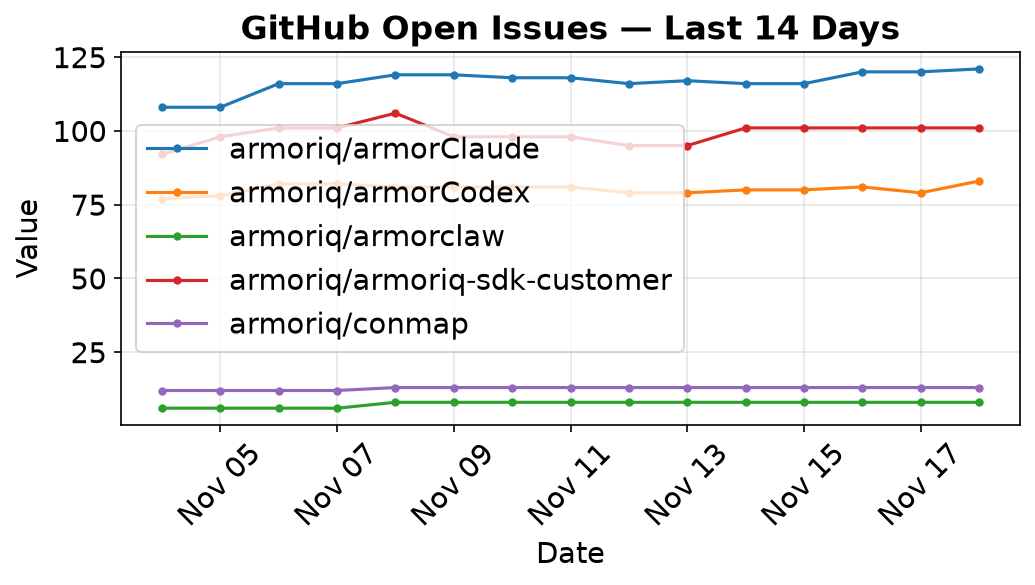 GitHub Open Issues — Last 14 Days
Value
125
100
75
50
25
armoriq/armorClaude
armoriq/armorCodex
armoriq/armorclaw
armoriq/armoriq-sdk-customer
armoriq/conmap
Nov 05
Nov 07
Nov 09
Nov 11
Nov 13
Nov 15
Nov 17
Date